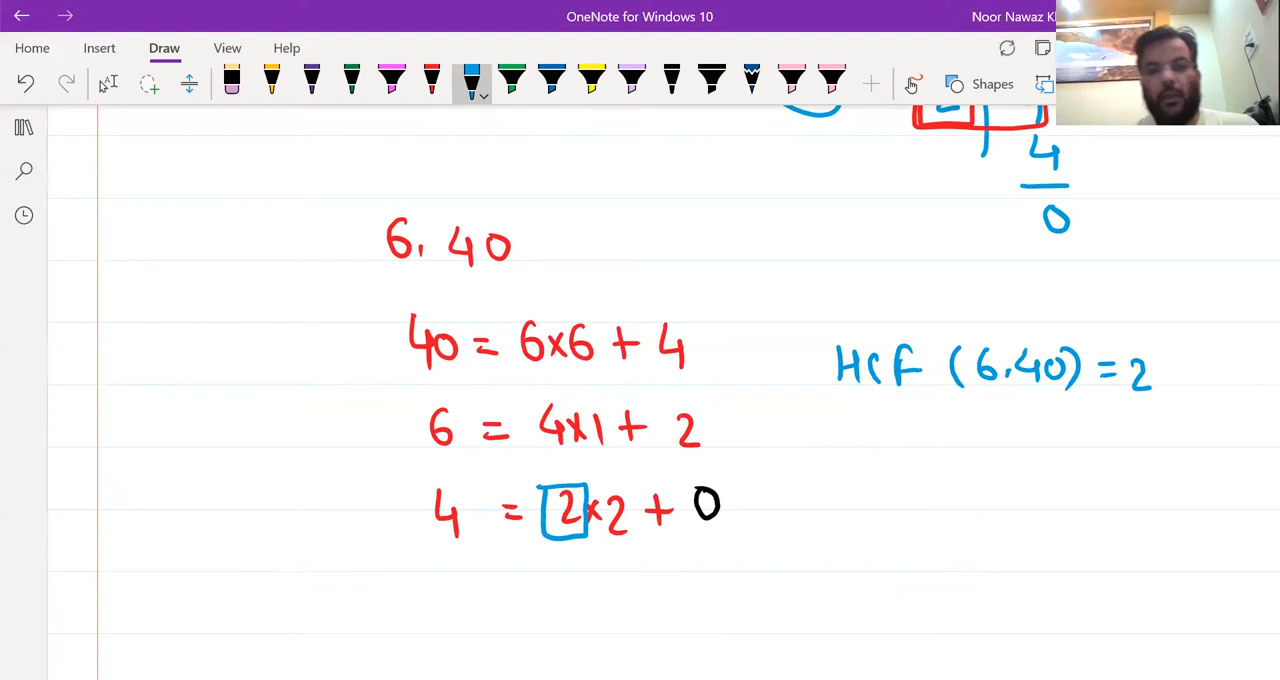 OneNote for Windows 10
Noor Nawaz K
Home Insert Draw View Help
Shapes
4
0
6. 40
40 = 6x6 + 4
HCF (6.40) = 2
6 = 4x1 + 2
4 = 2x2 + 0